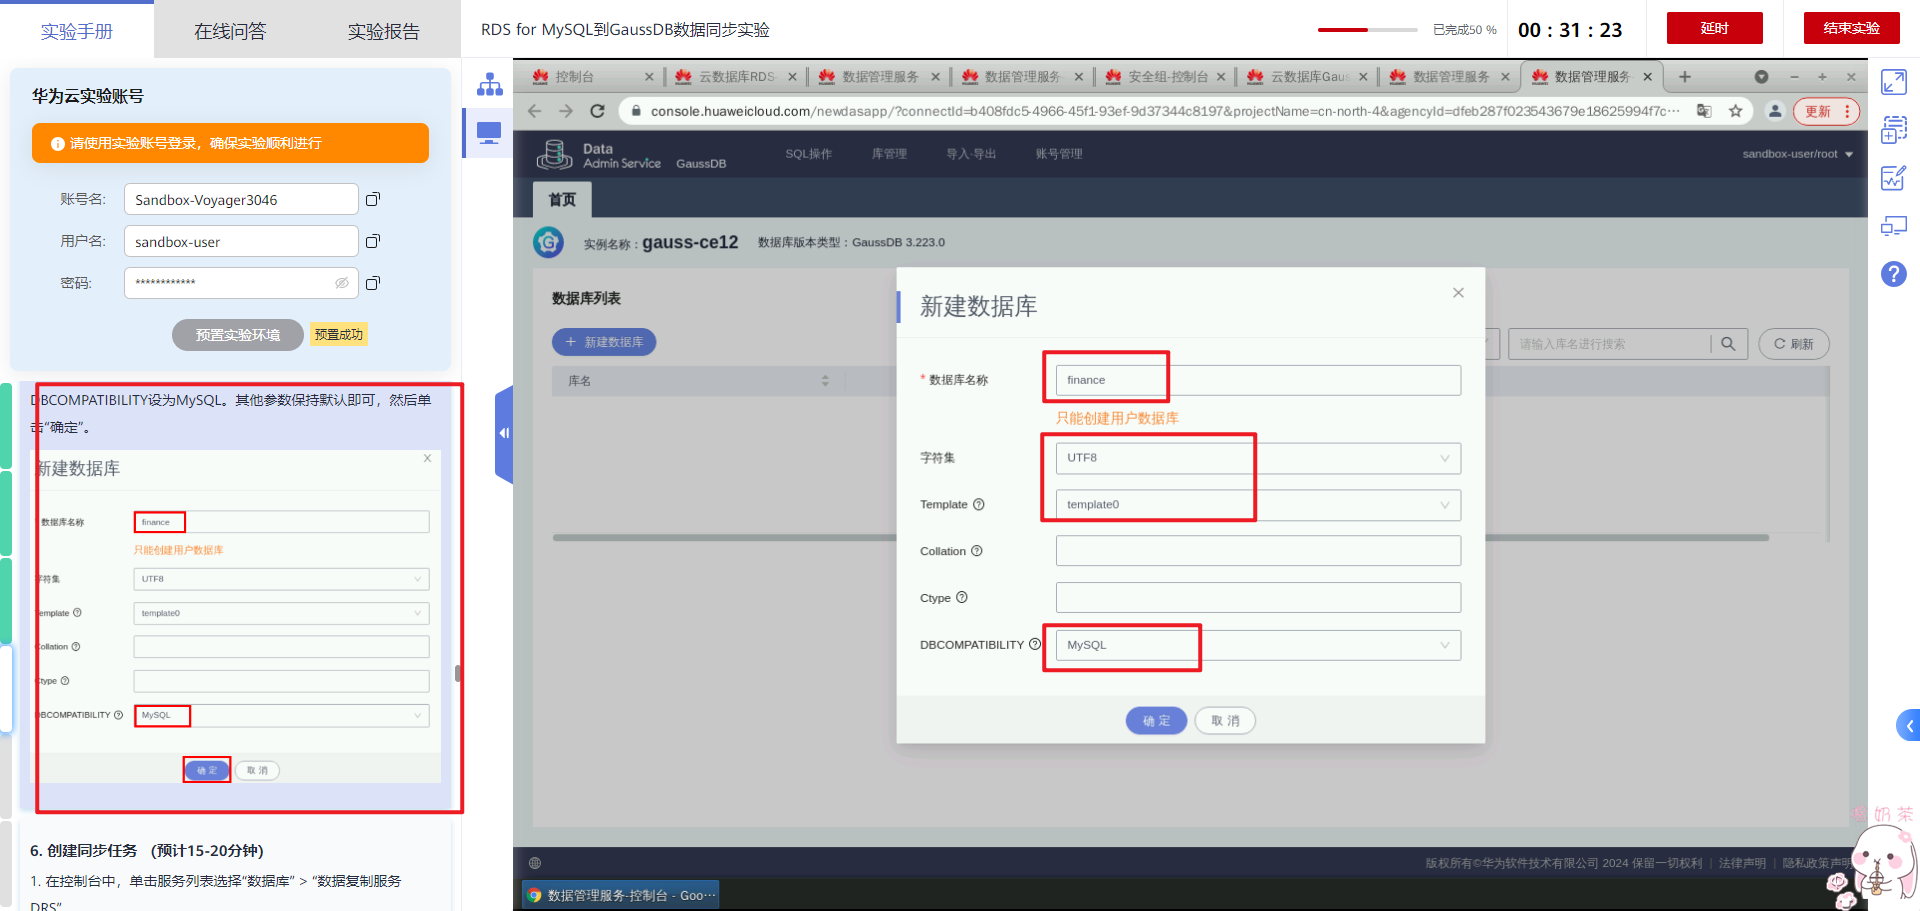 实验手册
在线问答
实验报告
RDS for MySQL到GaussDB数据同步实验
已完成50 %
00 : 31 : 23
延时
结束实验
华为云实验账号
请使用实验账号登录，确保实验顺利进行
账号名:
Sandbox-Voyager3046
用户名:
sandbox-user
密码:
************
预置实验环境
预置成功
DBCOMPATIBILITY设为MySQL。其他参数保持默认即可，然后单
击“确定”。
新建数据库
数据库名称
finance
只能创建用户数据库
字符集
UTF8
Template
template0
Collation
Ctype
DBCOMPATIBILITY
MySQL
确 定
取 消
6. 创建同步任务 (预计15-20分钟)
1. 在控制台中，单击服务列表选择“数据库” > “数据复制服务
DRS”
控制台
云数据库RDS-
数据管理服务
数据管理服务-
安全组-控制台
云数据库Gaus
数据管理服务
数据管理服务-
console.huaweicloud.com/newdasapp/?connectId=b408fdc5-4966-45f1-93ef-9d37344c8197&projectName=cn-north-4&agencyId=dfeb287f023543679e18625994f7c···
更新
Data
Admin Service
GaussDB
SQL操作
库管理
导入·导出
账号管理
sandbox-user/root
首页
实例名称：gauss-ce12
数据库版本类型：GaussDB 3.223.0
数据库列表
+ 新建数据库
请输入库名进行搜索
刷新
库名
新建数据库
* 数据库名称
finance
只能创建用户数据库
字符集
UTF8
Template
template0
Collation
Ctype
DBCOMPATIBILITY
MySQL
确 定
取 消
版权所有©华为软件技术有限公司 2024 保留一切权利 | 法律声明 | 隐私政策声明
数据管理服务-控制台 - Goo···
奶 茶